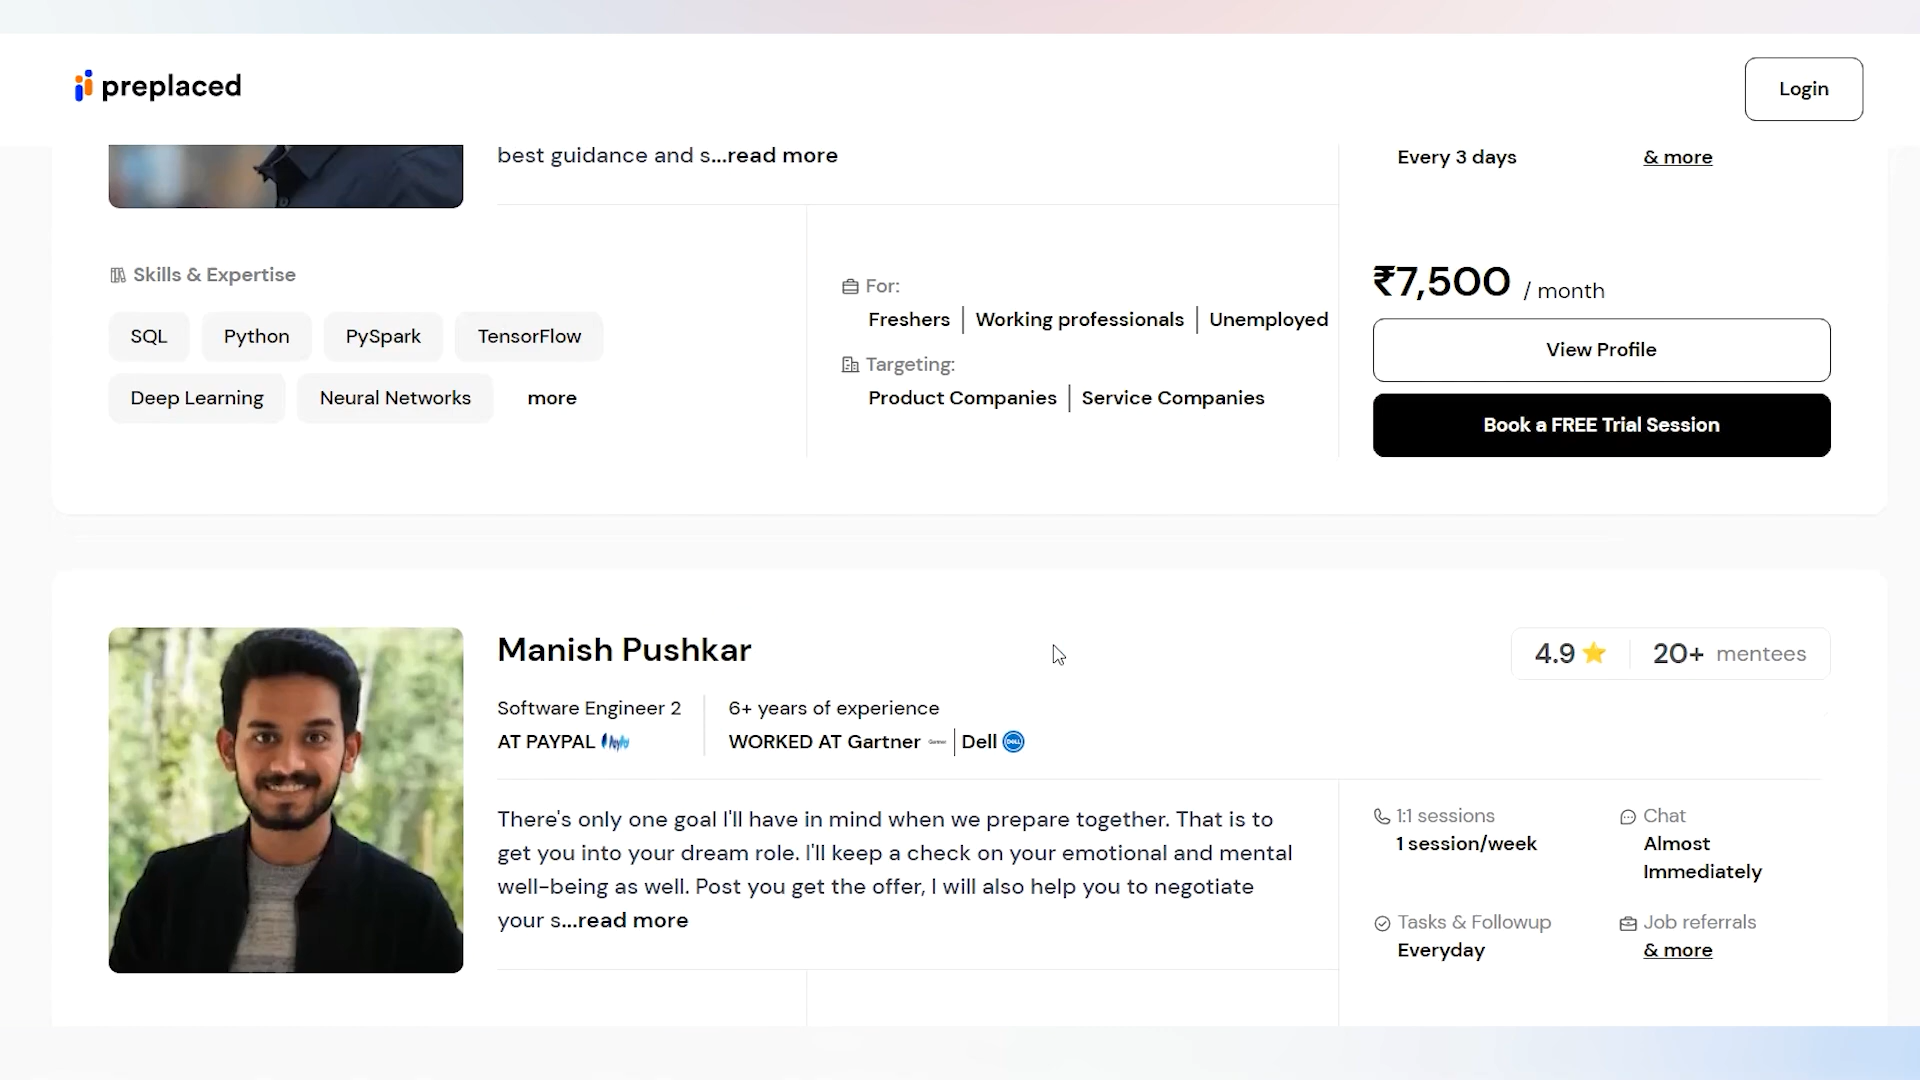 preplaced
Login
best guidance and s...read more
Every 3 days
& more
Skills & Expertise
SQL
Python
PySpark
TensorFlow
Deep Learning
Neural Networks
more
For:
Freshers | Working professionals | Unemployed
Targeting:
Product Companies | Service Companies
₹7,500 / month
View Profile
Book a FREE Trial Session
Manish Pushkar
4.9
20+ mentees
Software Engineer 2
AT PAYPAL
6+ years of experience
WORKED AT Gartner | Dell
There's only one goal I'll have in mind when we prepare together. That is to
get you into your dream role. I'll keep a check on your emotional and mental
well-being as well. Post you get the offer, I will also help you to negotiate
your s...read more
1:1 sessions
1 session/week
Chat
Almost
Immediately
Tasks & Followup
Everyday
Job referrals
& more